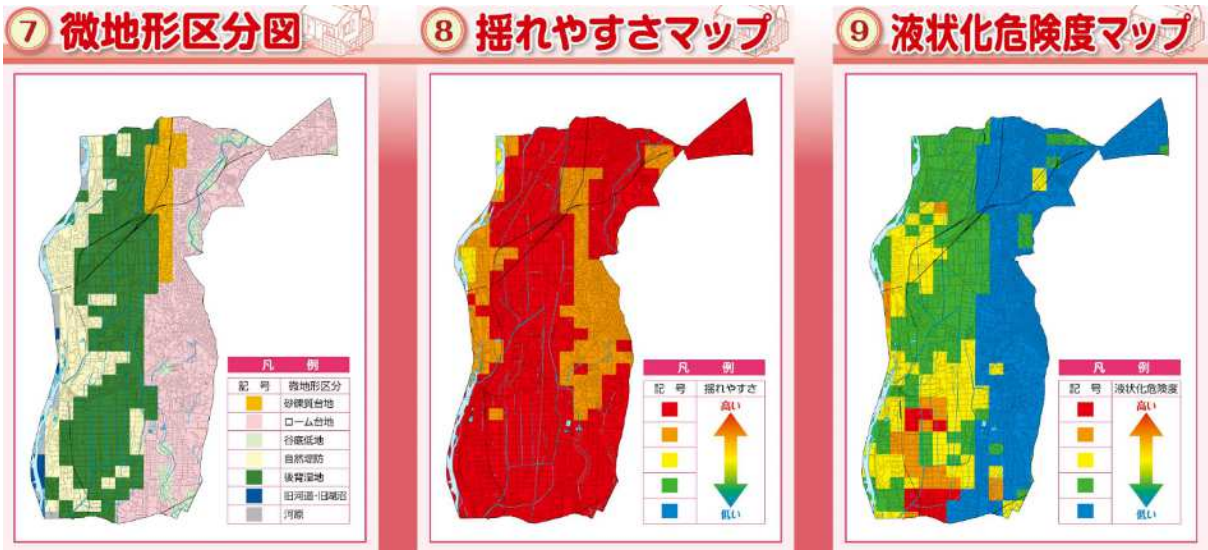 7 微地形区分図
凡 例
記 号 微地形区分
砂礫質台地
ローム台地
谷底低地
自然堤防
後背湿地
旧河道・旧湖沼
河原
8 揺れやすさマップ
凡 例
記 号 揺れやすさ
高い
低い
9 液状化危険度マップ
凡 例
記 号 液状化危険度
高い
低い